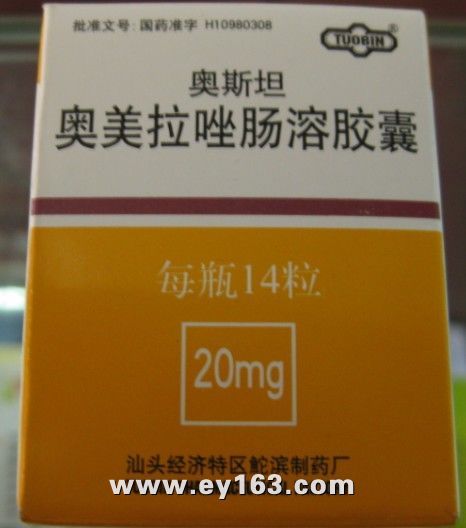 批准文号: 国药准字 H10980308
TUOBIN
®
奥斯坦
奥美拉唑肠溶胶囊
每瓶14粒
20mg
汕头经济特区鮀滨制药厂
www.ey163.com